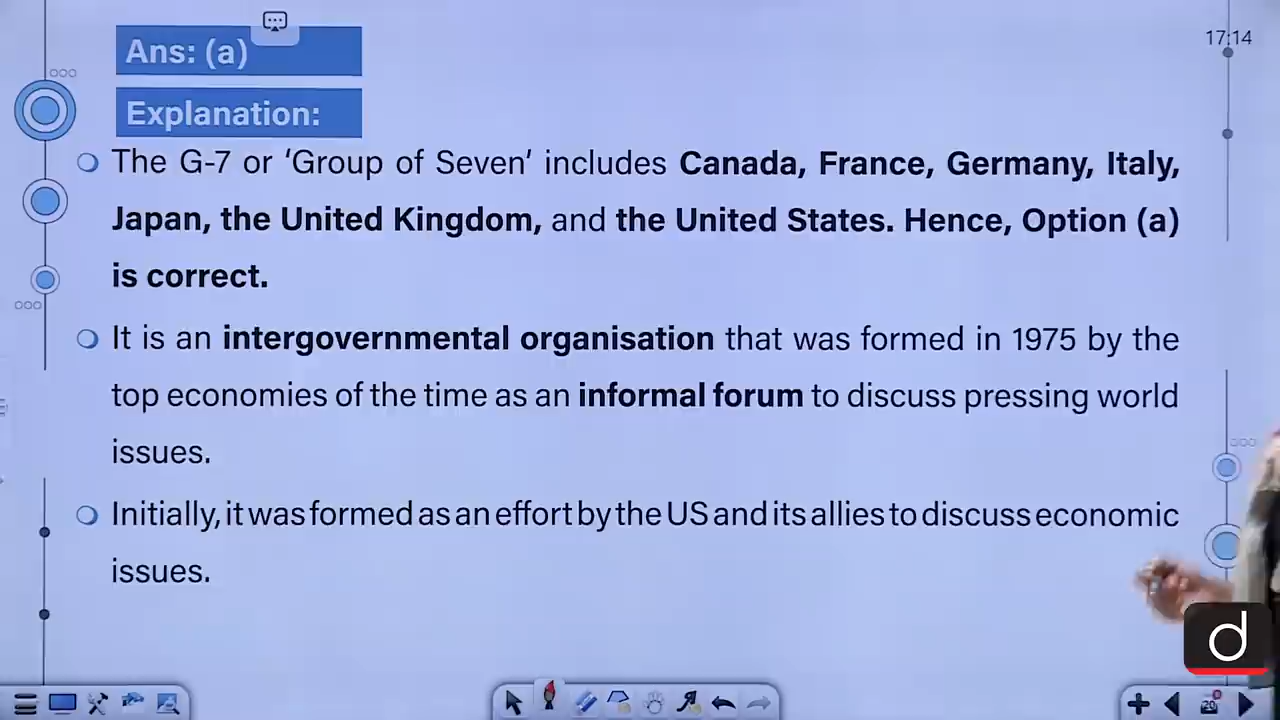 Ans: (a)
17:14
Explanation:
The G-7 or ‘Group of Seven’ includes Canada, France, Germany, Italy,
Japan, the United Kingdom, and the United States. Hence, Option (a)
is correct.
It is an intergovernmental organisation that was formed in 1975 by the
top economies of the time as an informal forum to discuss pressing world
issues.
Initially, it was formed as an effort by the US and its allies to discuss economic
issues.
d
20